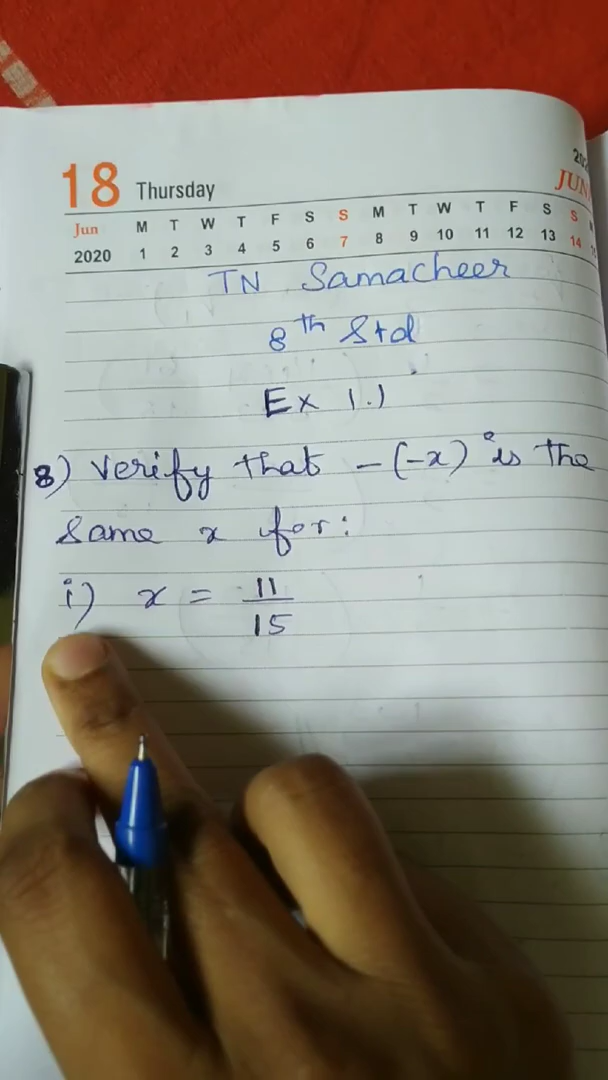 18 Thursday
JUN
Jun M T W T F S S M T W T F S S
2020 1 2 3 4 5 6 7 8 9 10 11 12 13 14
TN Samacheer
8th Std
Ex 1.1
8) Verify that -(-x) is the
same x for:
i) x = 11/15